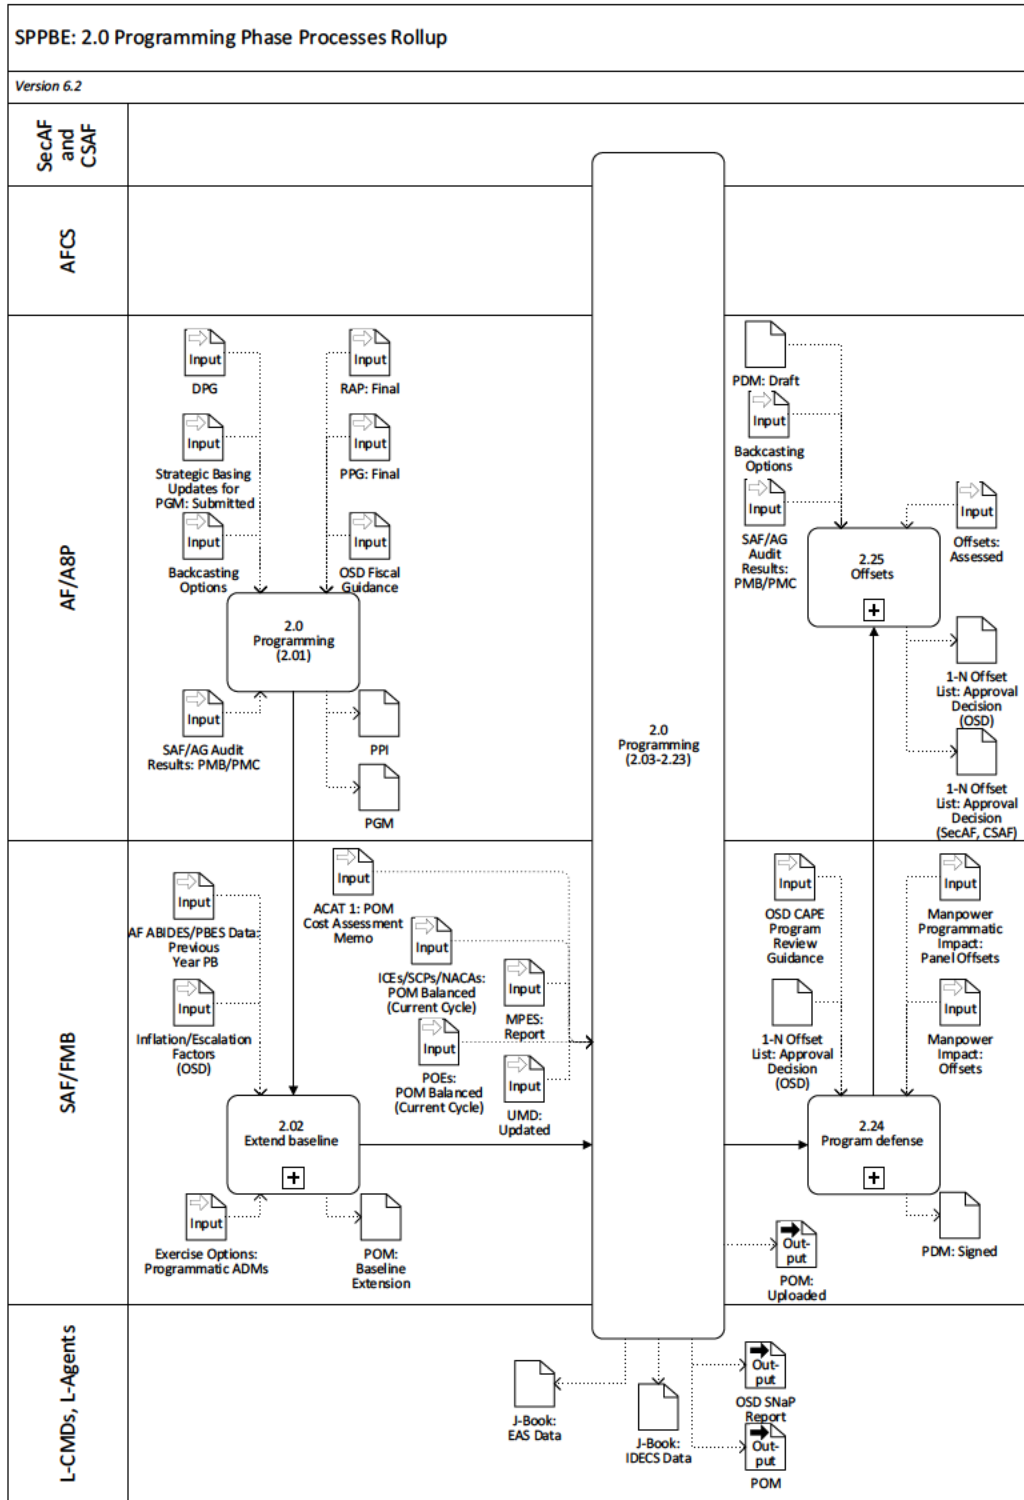 SPPBE: 2.0 Programming Phase Processes Rollup
Version 6.2
SecAF
and
CSAF
AFCS
AF/A8P
Input
DPG
Input
RAP: Final
Input
Strategic Basing
Updates for
PGM: Submitted
Input
PPG: Final
Input
Backcasting
Options
Input
OSD Fiscal
Guidance
2.0
Programming
(2.01)
Input
SAF/AG Audit
Results: PMB/PMC
PPI
PGM
2.0
Programming
(2.03-2.23)
PDM: Draft
Input
Backcasting
Options
Input
SAF/AG
Audit
Results:
PMB/PMC
Input
Offsets:
Assessed
2.25
Offsets
1-N Offset
List: Approval
Decision
(OSD)
1-N Offset
List: Approval
Decision
(SecAF, CSAF)
SAF/FMB
Input
AF ABIDES/PBES Data:
Previous
Year PB
Input
Inflation/Escalation
Factors
(OSD)
Input
ACAT 1: POM
Cost Assessment
Memo
Input
ICEs/SCPs/NACAs:
POM Balanced
(Current Cycle)
Input
MPES:
Report
Input
POEs:
POM Balanced
(Current Cycle)
Input
UMD:
Updated
2.02
Extend baseline
Input
Exercise Options:
Programmatic ADMs
POM:
Baseline
Extension
Input
OSD CAPE
Program
Review
Guidance
Input
Manpower
Programmatic
Impact:
Panel Offsets
1-N Offset
List: Approval
Decision
(OSD)
Input
Manpower
Impact:
Offsets
2.24
Program defense
PDM: Signed
Out-
put
POM:
Uploaded
L-CMDs, L-Agents
J-Book:
EAS Data
J-Book:
IDECS Data
Out-
put
OSD SNaP
Report
Out-
put
POM